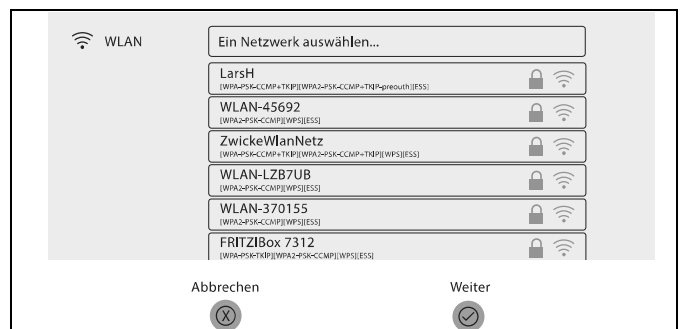 WLAN
Ein Netzwerk auswählen...
LarsH
[WPA-PSK-CCMP+TKIP][WPA2-PSK-CCMP+TKIP-preouth][ESS]
WLAN-45692
[WPA2-PSK-CCMP][WPS][ESS]
ZwickeWlanNetz
[WPA-PSK-CCMP+TKIP][WPA2-PSK-CCMP+TKIP][WPS][ESS]
WLAN-LZB7UB
[WPA2-PSK-CCMP][WPS][ESS]
WLAN-370155
[WPA2-PSK-CCMP][WPS][ESS]
FRITZIBox 7312
[WPA-PSK-TKIP][WPA2-PSK-CCMP][WPS][ESS]
Abbrechen Weiter